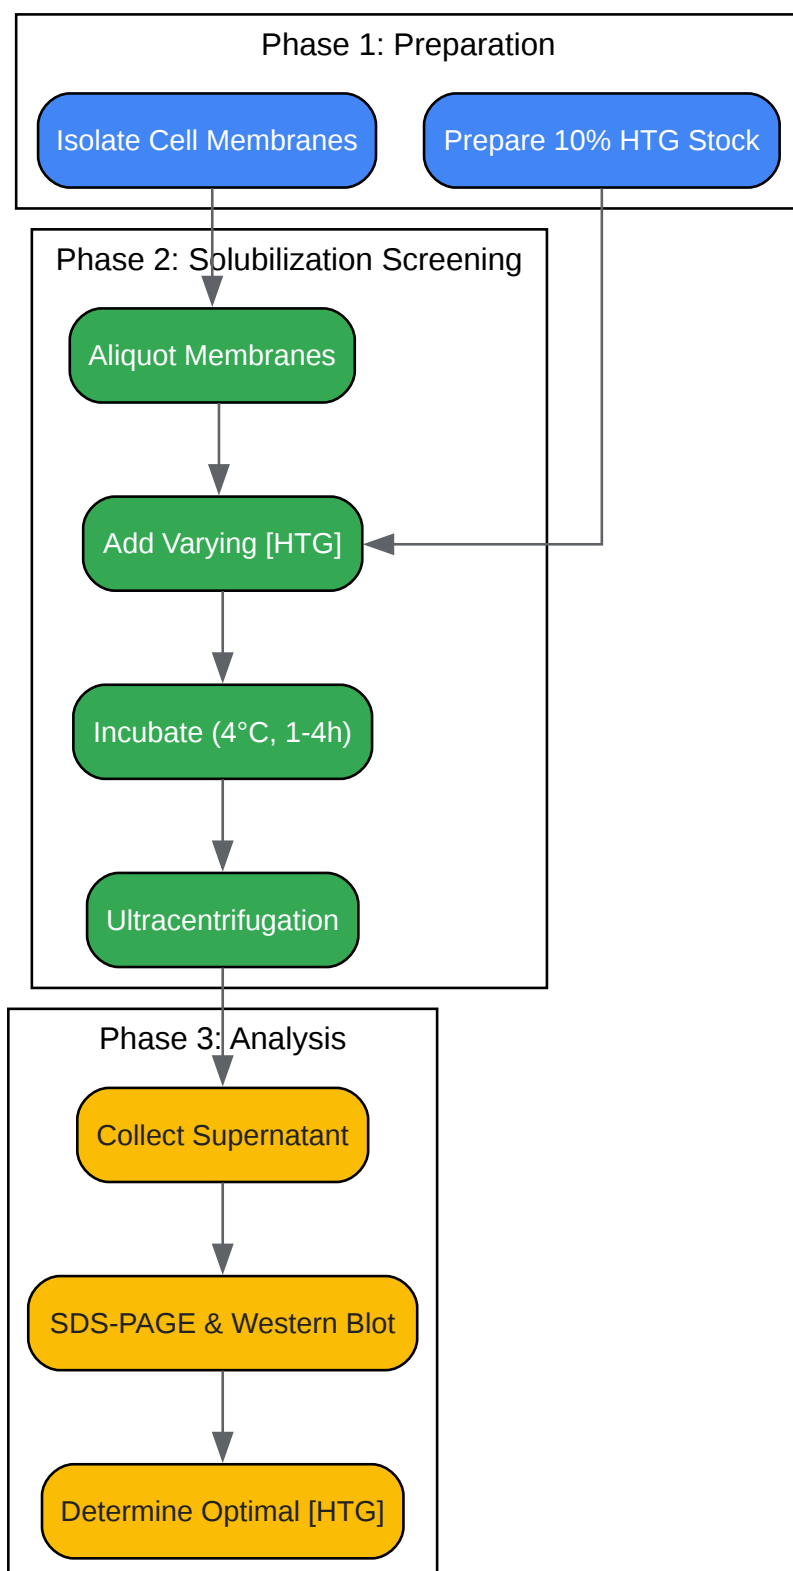 Phase 1: Preparation
Isolate Cell Membranes
Prepare 10% HTG Stock
Phase 2: Solubilization Screening
Aliquot Membranes
Add Varying [HTG]
Incubate (4°C, 1-4h)
Ultracentrifugation
Phase 3: Analysis
Collect Supernatant
SDS-PAGE & Western Blot
Determine Optimal [HTG]